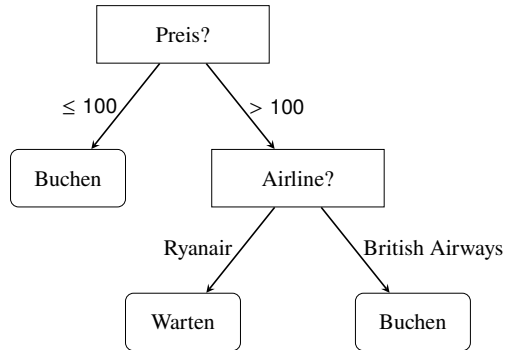 Preis?
≤ 100
> 100
Buchen
Airline?
Ryanair
British Airways
Warten
Buchen